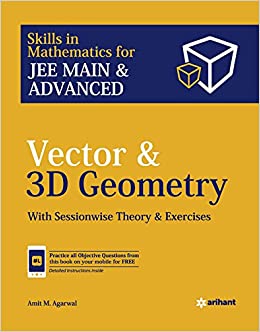 Skills in
Mathematics for
JEE MAIN &
ADVANCED
Vector &
3D Geometry
With Sessionwise Theory & Exercises
Practice all Objective Questions from
this book on your mobile for FREE
Detailed Instructions Inside
Amit M. Agarwal
arihant